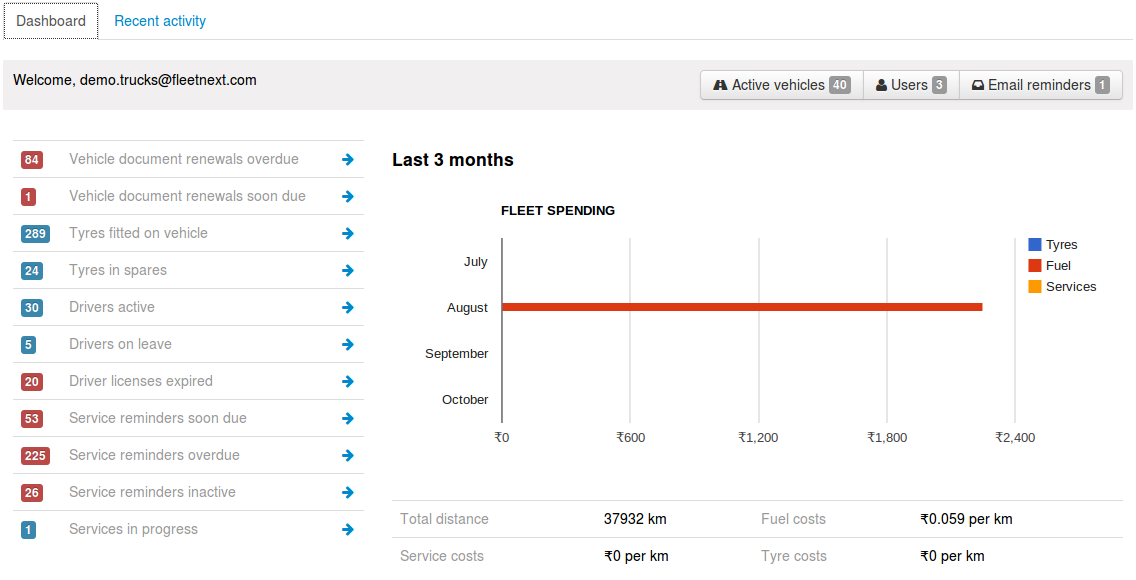 Dashboard Recent activity
Welcome, demo.trucks@fleetnext.com
Active vehicles 40 Users 3 Email reminders 1
84 Vehicle document renewals overdue
1 Vehicle document renewals soon due
289 Tyres fitted on vehicle
24 Tyres in spares
30 Drivers active
5 Drivers on leave
20 Driver licenses expired
53 Service reminders soon due
225 Service reminders overdue
26 Service reminders inactive
1 Services in progress
Last 3 months
FLEET SPENDING
July
August
September
October
₹0 ₹600 ₹1,200 ₹1,800 ₹2,400
Tyres
Fuel
Services
Total distance 37932 km Fuel costs ₹0.059 per km
Service costs ₹0 per km Tyre costs ₹0 per km